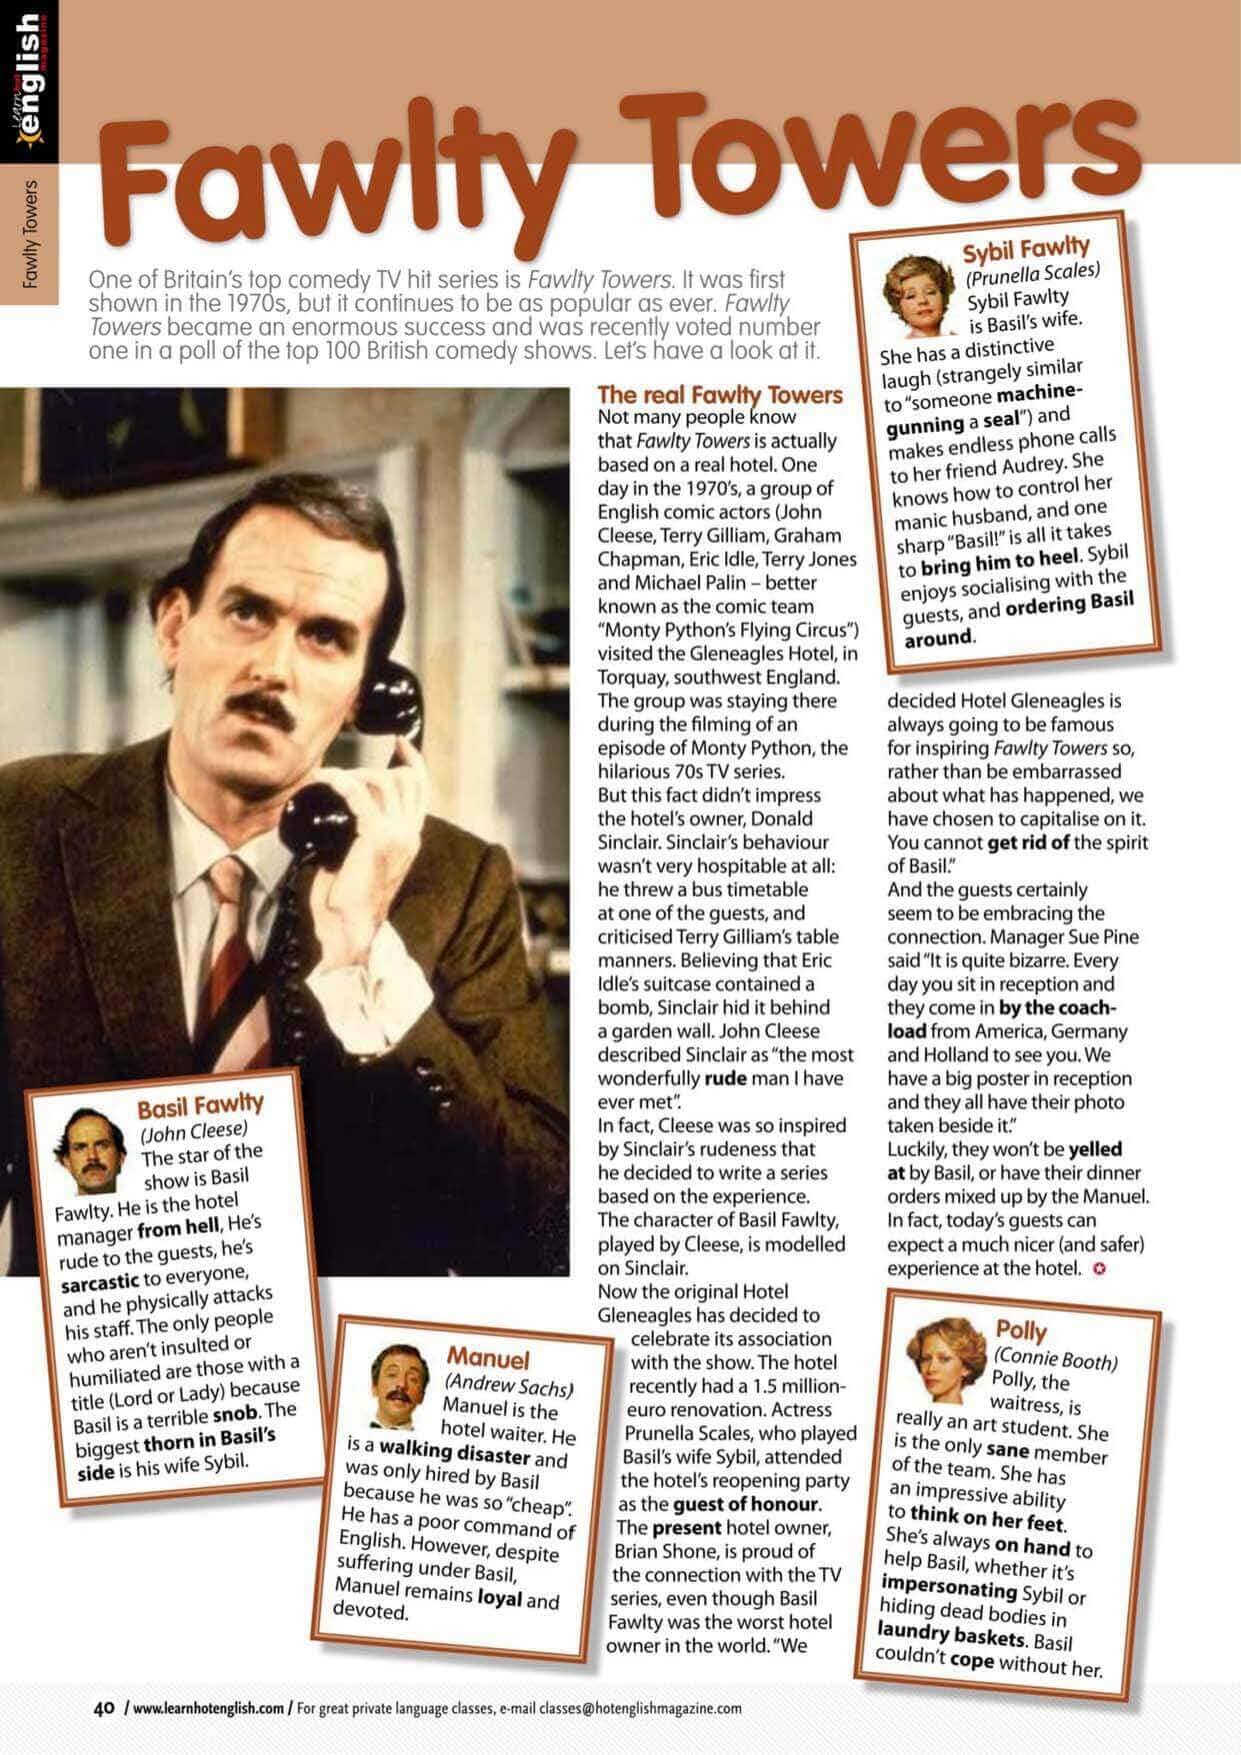 Learn hot
english
magazine
Fawlty Towers
Fawlty Towers
One of Britain's top comedy TV hit series is Fawlty Towers. It was first
shown in the 1970s, but it continues to be as popular as ever. Fawlty
Towers became an enormous success and was recently voted number
one in a poll of the top 100 British comedy shows. Let's have a look at it.
The real Fawlty Towers
Not many people know
that Fawlty Towers is actually
based on a real hotel. One
day in the 1970's, a group of
English comic actors (John
Cleese, Terry Gilliam, Graham
Chapman, Eric Idle, Terry Jones
and Michael Palin – better
known as the comic team
"Monty Python's Flying Circus")
visited the Gleneagles Hotel, in
Torquay, southwest England.
The group was staying there
during the filming of an
episode of Monty Python, the
hilarious 70s TV series.
But this fact didn't impress
the hotel's owner, Donald
Sinclair. Sinclair's behaviour
wasn't very hospitable at all:
he threw a bus timetable
at one of the guests, and
criticised Terry Gilliam's table
manners. Believing that Eric
Idle's suitcase contained a
bomb, Sinclair hid it behind
a garden wall. John Cleese
described Sinclair as "the most
wonderfully rude man I have
ever met".
In fact, Cleese was so inspired
by Sinclair's rudeness that
he decided to write a series
based on the experience.
The character of Basil Fawlty,
played by Cleese, is modelled
on Sinclair.
Now the original Hotel
Gleneagles has decided to
celebrate its association
with the show. The hotel
recently had a 1.5 million-
euro renovation. Actress
Prunella Scales, who played
Basil's wife Sybil, attended
the hotel's reopening party
as the guest of honour.
The present hotel owner,
Brian Shone, is proud of
the connection with the TV
series, even though Basil
Fawlty was the worst hotel
owner in the world. "We
decided Hotel Gleneagles is
always going to be famous
for inspiring Fawlty Towers so,
rather than be embarrassed
about what has happened, we
have chosen to capitalise on it.
You cannot get rid of the spirit
of Basil."
And the guests certainly
seem to be embracing the
connection. Manager Sue Pine
said "It is quite bizarre. Every
day you sit in reception and
they come in by the coach-
load from America, Germany
and Holland to see you. We
have a big poster in reception
and they all have their photo
taken beside it."
Luckily, they won't be yelled
at by Basil, or have their dinner
orders mixed up by the Manuel.
In fact, today's guests can
expect a much nicer (and safer)
experience at the hotel.
Sybil Fawlty
(Prunella Scales)
Sybil Fawlty
is Basil's wife.
She has a distinctive
laugh (strangely similar
to "someone machine-
gunning a seal") and
makes endless phone calls
to her friend Audrey. She
knows how to control her
manic husband, and one
sharp "Basil!" is all it takes
to bring him to heel. Sybil
enjoys socialising with the
guests, and ordering Basil
around.
Basil Fawlty
(John Cleese)
The star of the
show is Basil
Fawlty. He is the hotel
manager from hell, He's
rude to the guests, he's
sarcastic to everyone,
and he physically attacks
his staff. The only people
who aren't insulted or
humiliated are those with a
title (Lord or Lady) because
Basil is a terrible snob. The
biggest thorn in Basil's
side is his wife Sybil.
Manuel
(Andrew Sachs)
Manuel is the
hotel waiter. He
is a walking disaster and
was only hired by Basil
because he was so "cheap".
He has a poor command of
English. However, despite
suffering under Basil,
Manuel remains loyal and
devoted.
Polly
(Connie Booth)
Polly, the
waitress, is
really an art student. She
is the only sane member
of the team. She has
an impressive ability
to think on her feet.
She's always on hand to
help Basil, whether it's
impersonating Sybil or
hiding dead bodies in
laundry baskets. Basil
couldn't cope without her.
40 / www.learnhotenglish.com / For great private language classes, e-mail classes@hotenglishmagazine.com